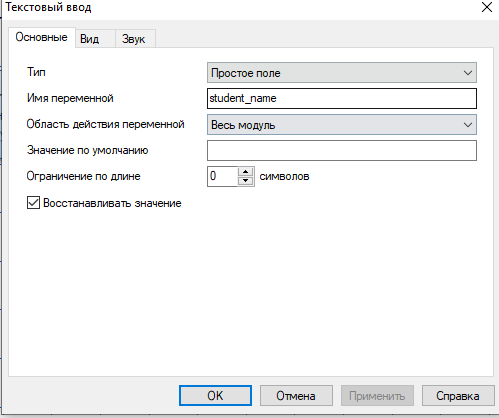 Текстовый ввод
Основные Вид Звук
Тип Простое поле
Имя переменной student_name
Область действия переменной Весь модуль
Значение по умолчанию
Ограничение по длине 0 символов
Восстанавливать значение
OK Отмена Применить Справка